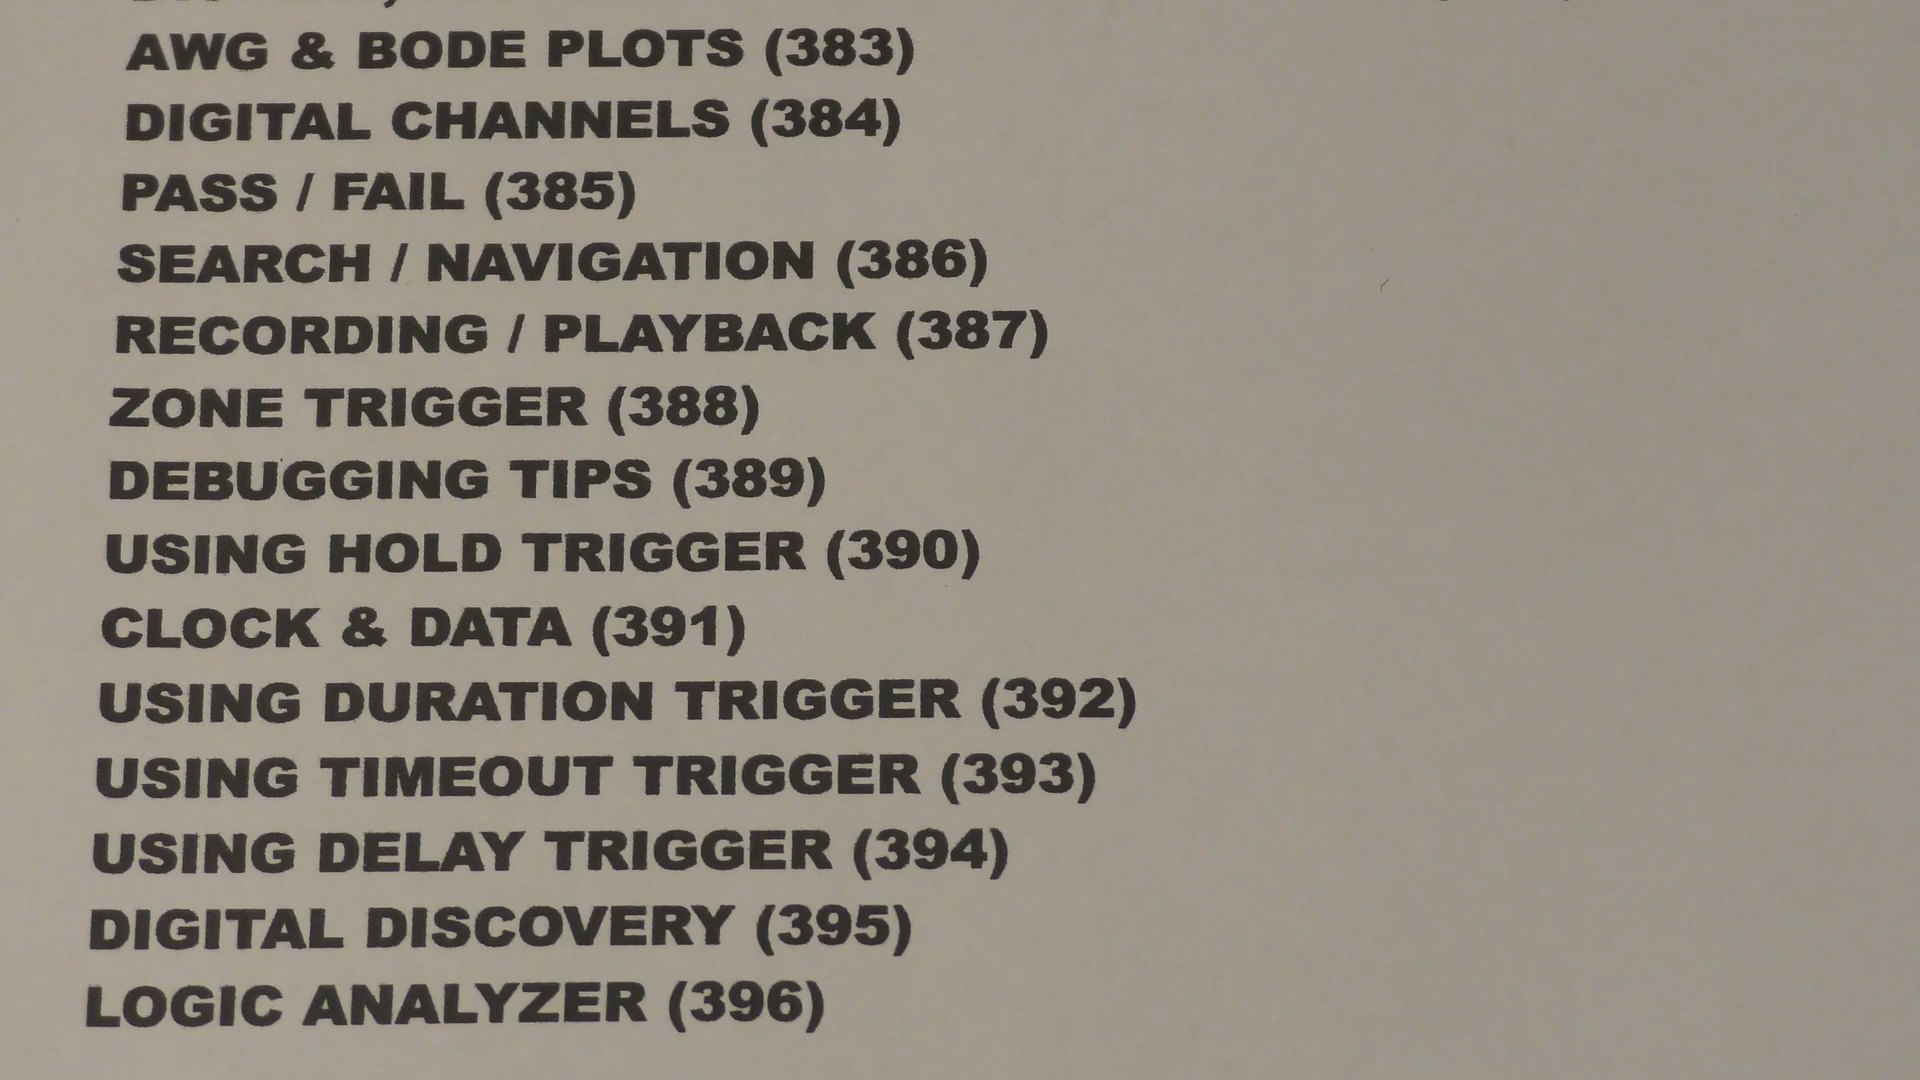 AWG & BODE PLOTS (383)
DIGITAL CHANNELS (384)
PASS / FAIL (385)
SEARCH / NAVIGATION (386)
RECORDING / PLAYBACK (387)
ZONE TRIGGER (388)
DEBUGGING TIPS (389)
USING HOLD TRIGGER (390)
CLOCK & DATA (391)
USING DURATION TRIGGER (392)
USING TIMEOUT TRIGGER (393)
USING DELAY TRIGGER (394)
DIGITAL DISCOVERY (395)
LOGIC ANALYZER (396)